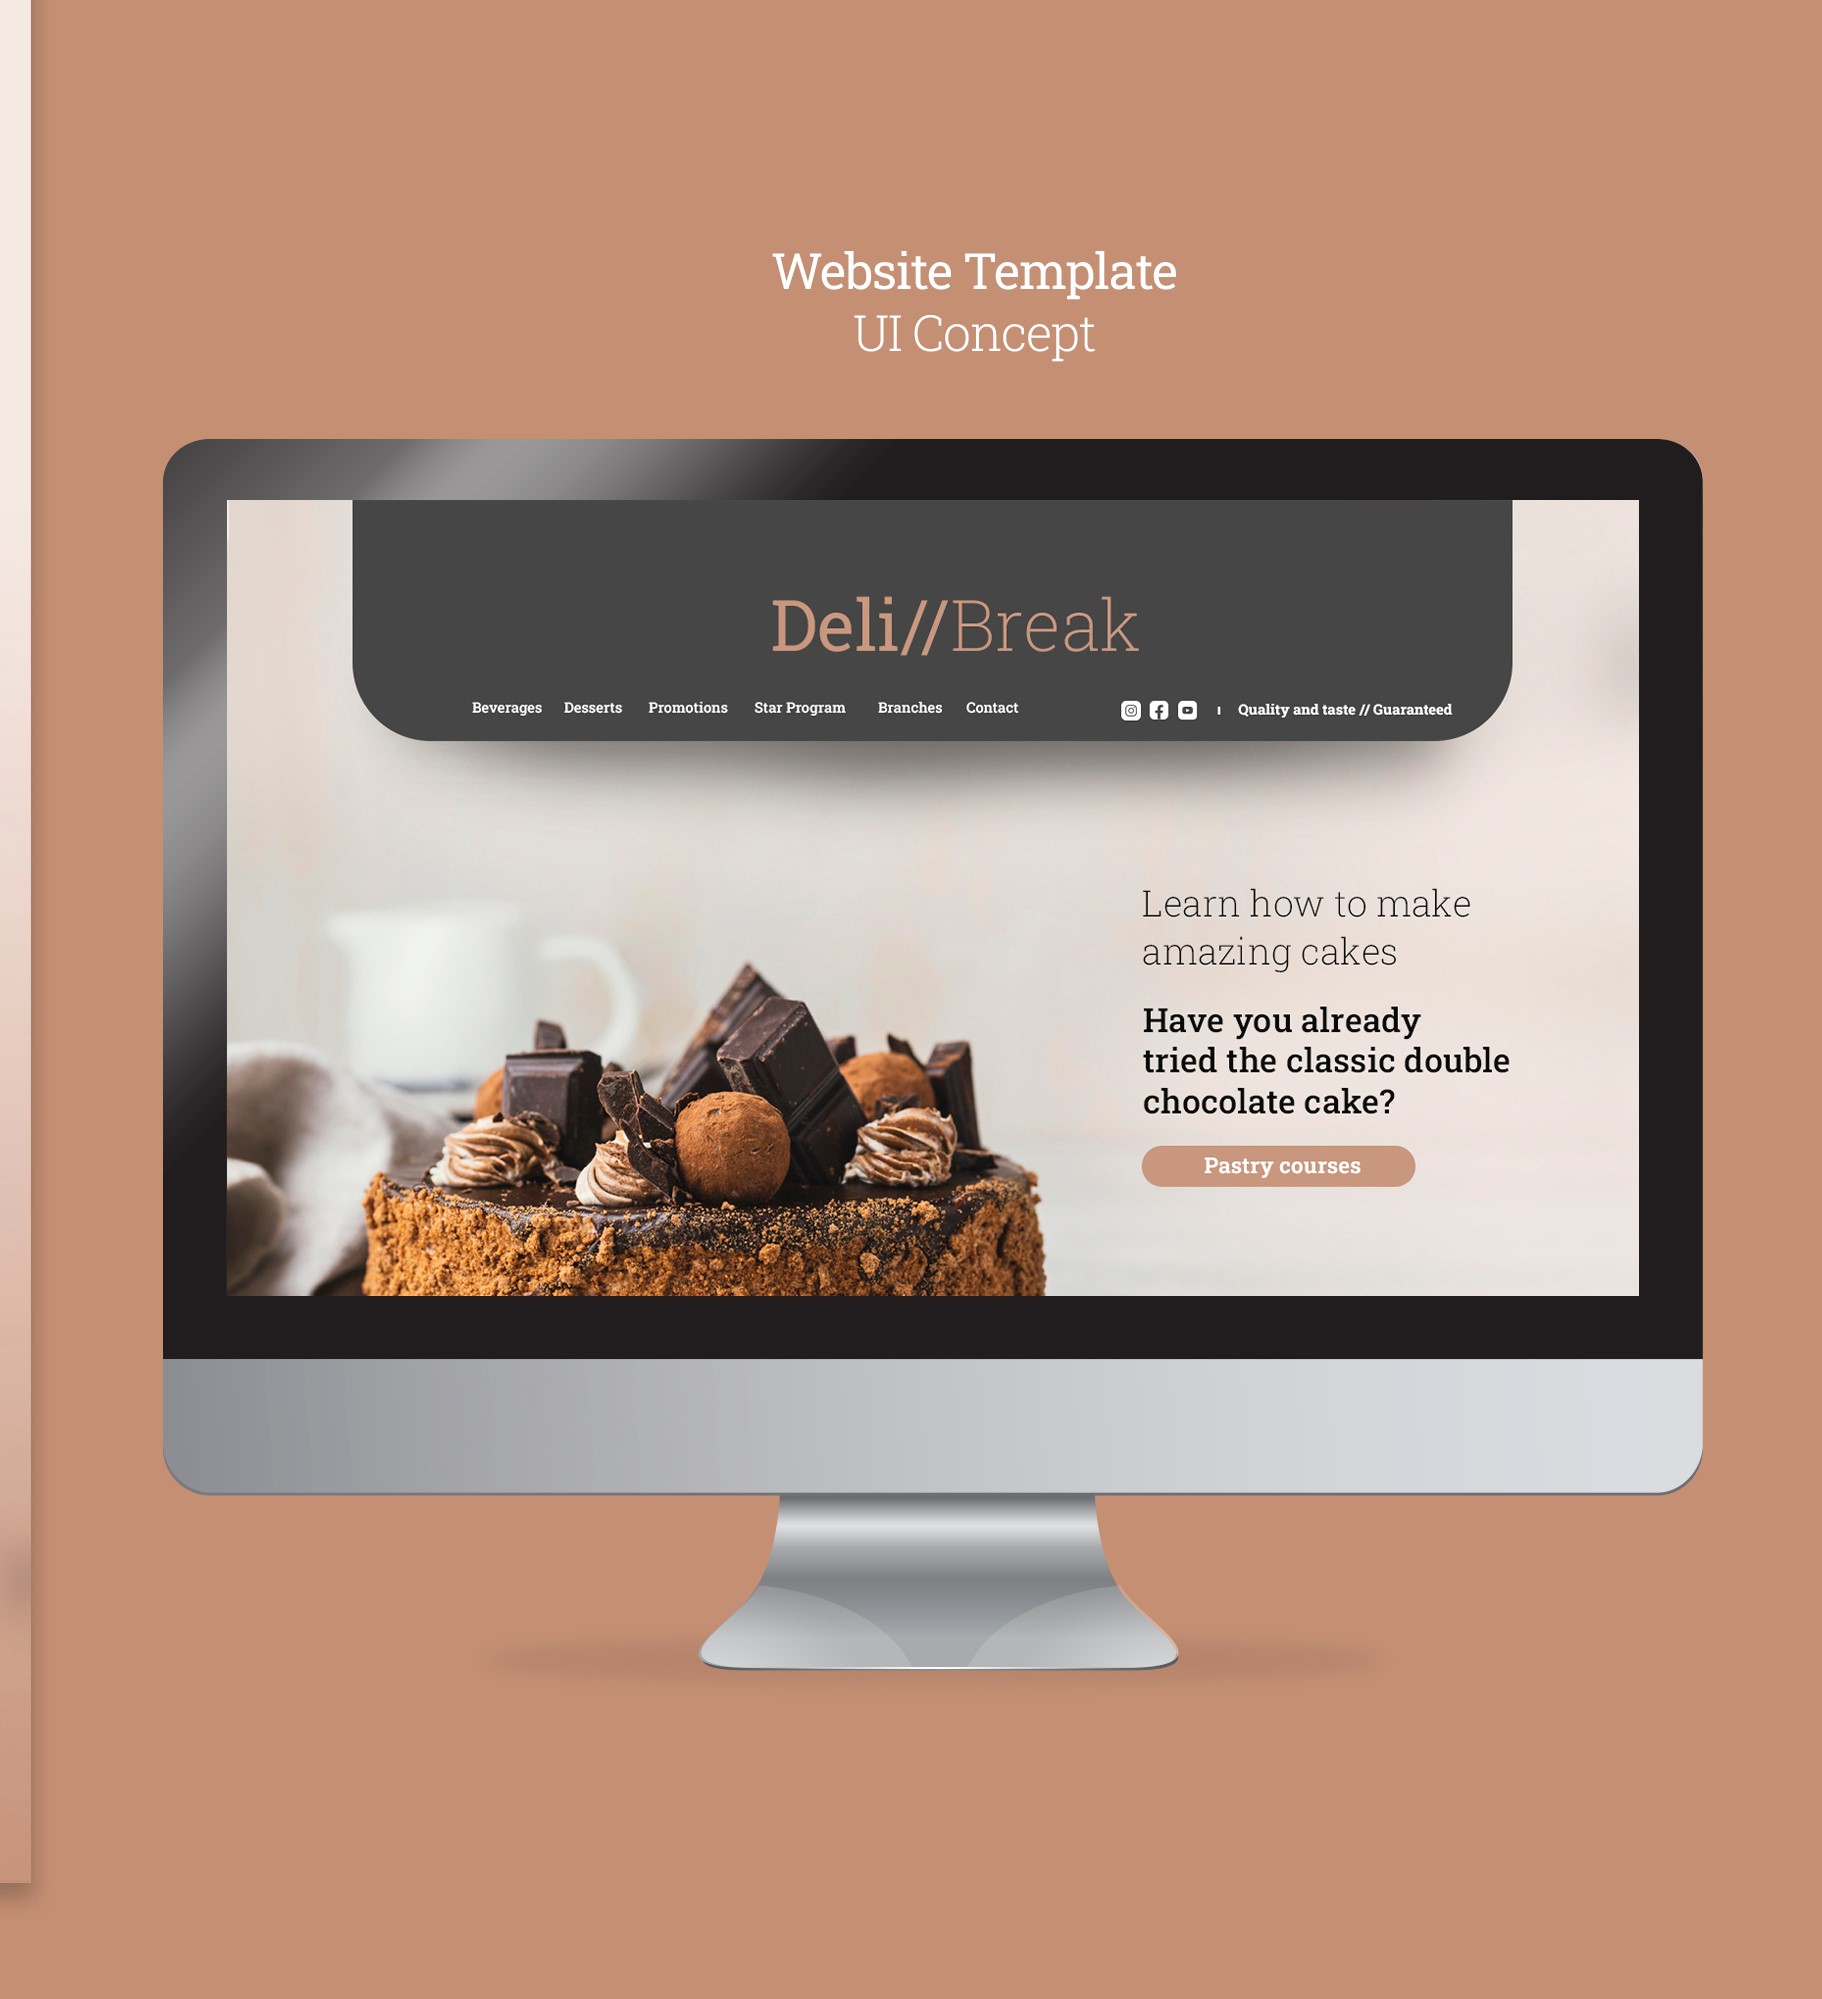 Website Template
UI Concept
Deli//Break
Beverages Desserts Promotions Star Program Branches Contact Quality and taste // Guaranteed
Learn how to make
amazing cakes
Have you already
tried the classic double
chocolate cake?
Pastry courses